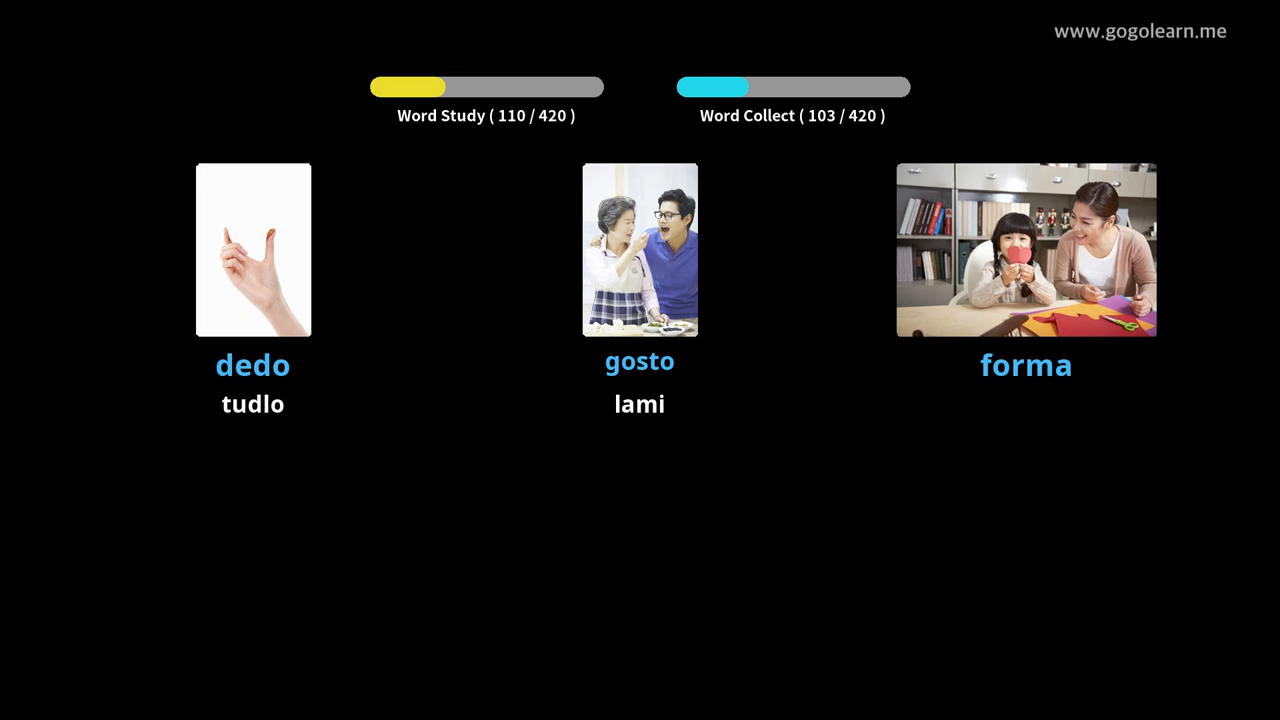 www.gogolearn.me
Word Study ( 110 / 420 )
Word Collect ( 103 / 420 )
dedo
gosto
forma
tudlo
lami